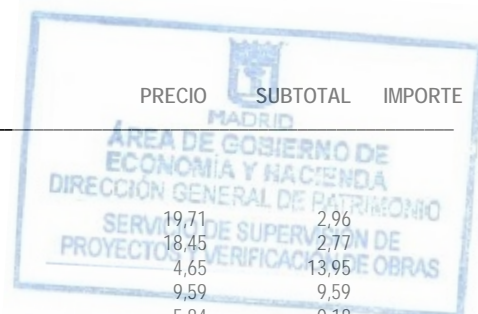 PRECIO SUBTOTAL IMPORTE
MADRID
ÁREA DE GOBIERNO DE
ECONOMÍA Y HACIENDA
DIRECCIÓN GENERAL DE PATRIMONIO
SERVICIO DE SUPERVISIÓN DE
PROYECTOS Y VERIFICACIÓN DE OBRAS
19,71 2,96
18,45 2,77
4,65 13,95
9,59 9,59